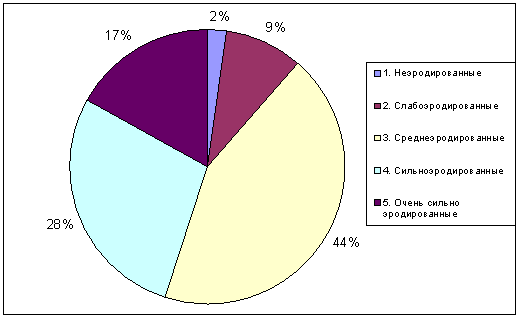 2%
9%
17%
28%
44%
1. Неэродированные
2. Слабоэродированные
3. Среднеэродированные
4. Сильноэродированные
5. Очень сильно
эродированные